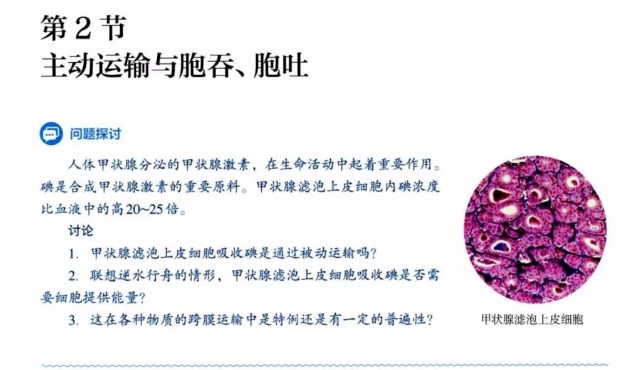 第2节
主动运输与胞吞、胞吐
问题探讨
人体甲状腺分泌的甲状腺激素，在生命活动中起着重要作用。
碘是合成甲状腺激素的重要原料。甲状腺滤泡上皮细胞内碘浓度
比血液中的高20~25倍。
讨论
1. 甲状腺滤泡上皮细胞吸收碘是通过被动运输吗？
2. 联想逆水行舟的情形，甲状腺滤泡上皮细胞吸收碘是否需
要细胞提供能量？
3. 这在各种物质的跨膜运输中是特例还是有一定的普遍性？
甲状腺滤泡上皮细胞